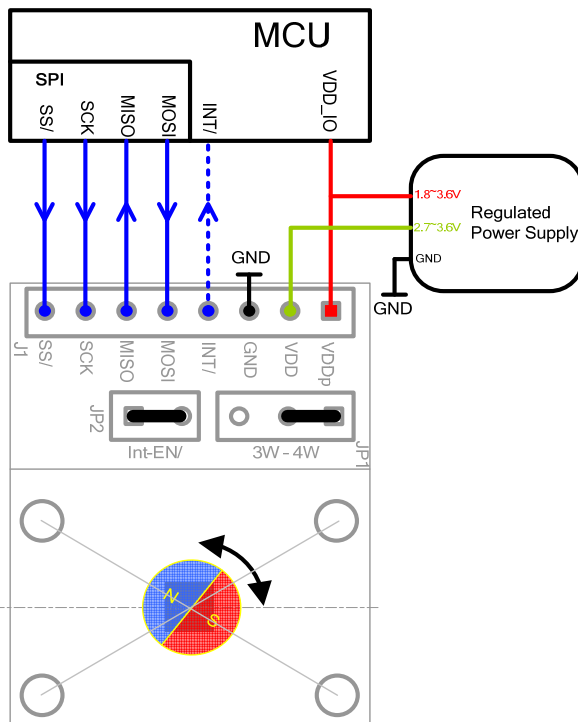 MCU
SPI
SS/
SCK
MISO
MOSI
INT/
VDD_IO
1.8~3.6V
2.7~3.6V
GND
Regulated
Power Supply
GND
GND
J1
SS/
SCK
MISO
MOSI
INT/
GND
VDD
VDDp
JP2
Int-EN/
3W - 4W
JP1
N
S